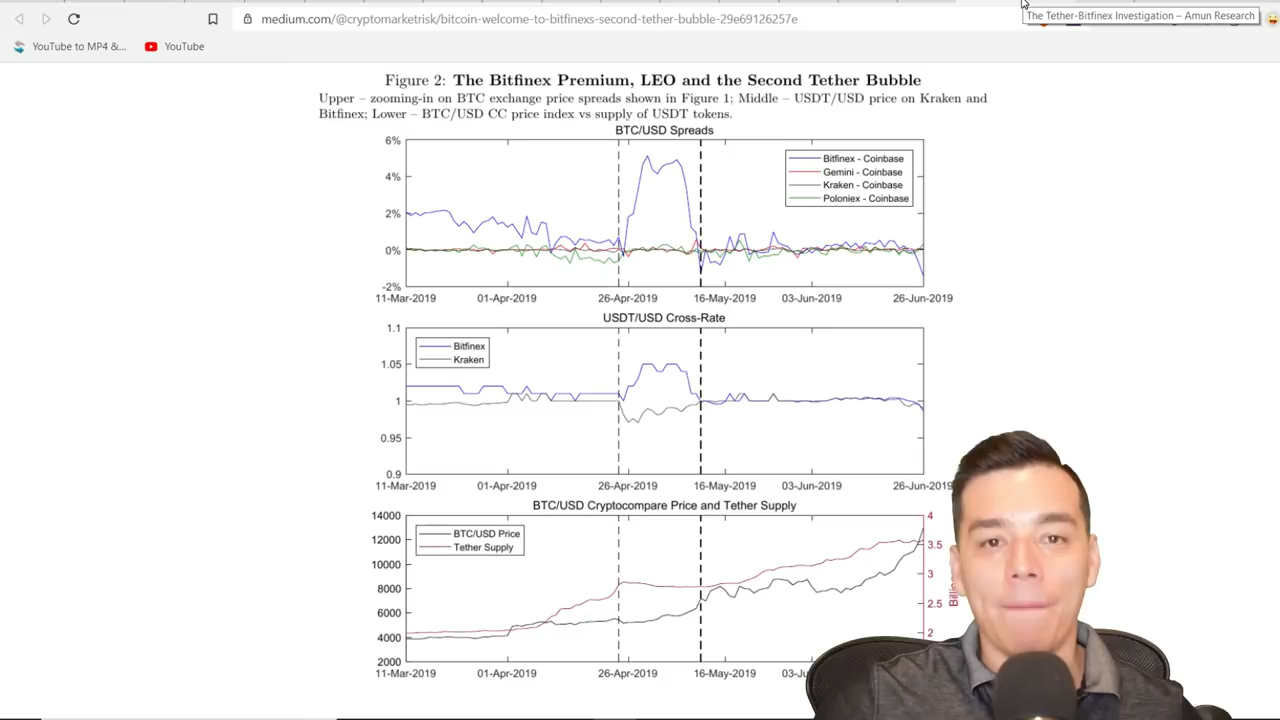 medium.com/@cryptomarketrisk/bitcoin-welcome-to-bitfinexs-second-tether-bubble-29e69126257e
The Tether-Bitfinex Investigation – Amun Research
YouTube to MP4 &...
YouTube
Figure 2: The Bitfinex Premium, LEO and the Second Tether Bubble
Upper – zooming-in on BTC exchange price spreads shown in Figure 1; Middle – USDT/USD price on Kraken and
Bitfinex; Lower – BTC/USD CC price index vs supply of USDT tokens.
BTC/USD Spreads
6%
4%
2%
0%
-2%
Bitfinex - Coinbase
Gemini - Coinbase
Kraken - Coinbase
Poloniex - Coinbase
11-Mar-2019 01-Apr-2019 26-Apr-2019 16-May-2019 03-Jun-2019 26-Jun-2019
USDT/USD Cross-Rate
1.1
1.05
1
0.95
0.9
Bitfinex
Kraken
11-Mar-2019 01-Apr-2019 26-Apr-2019 16-May-2019 03-Jun-2019 26-Jun-2019
BTC/USD Cryptocompare Price and Tether Supply
14000
12000
10000
8000
6000
4000
2000
BTC/USD Price
Tether Supply
4
3.5
3
2.5
2
11-Mar-2019 01-Apr-2019 26-Apr-2019 16-May-2019